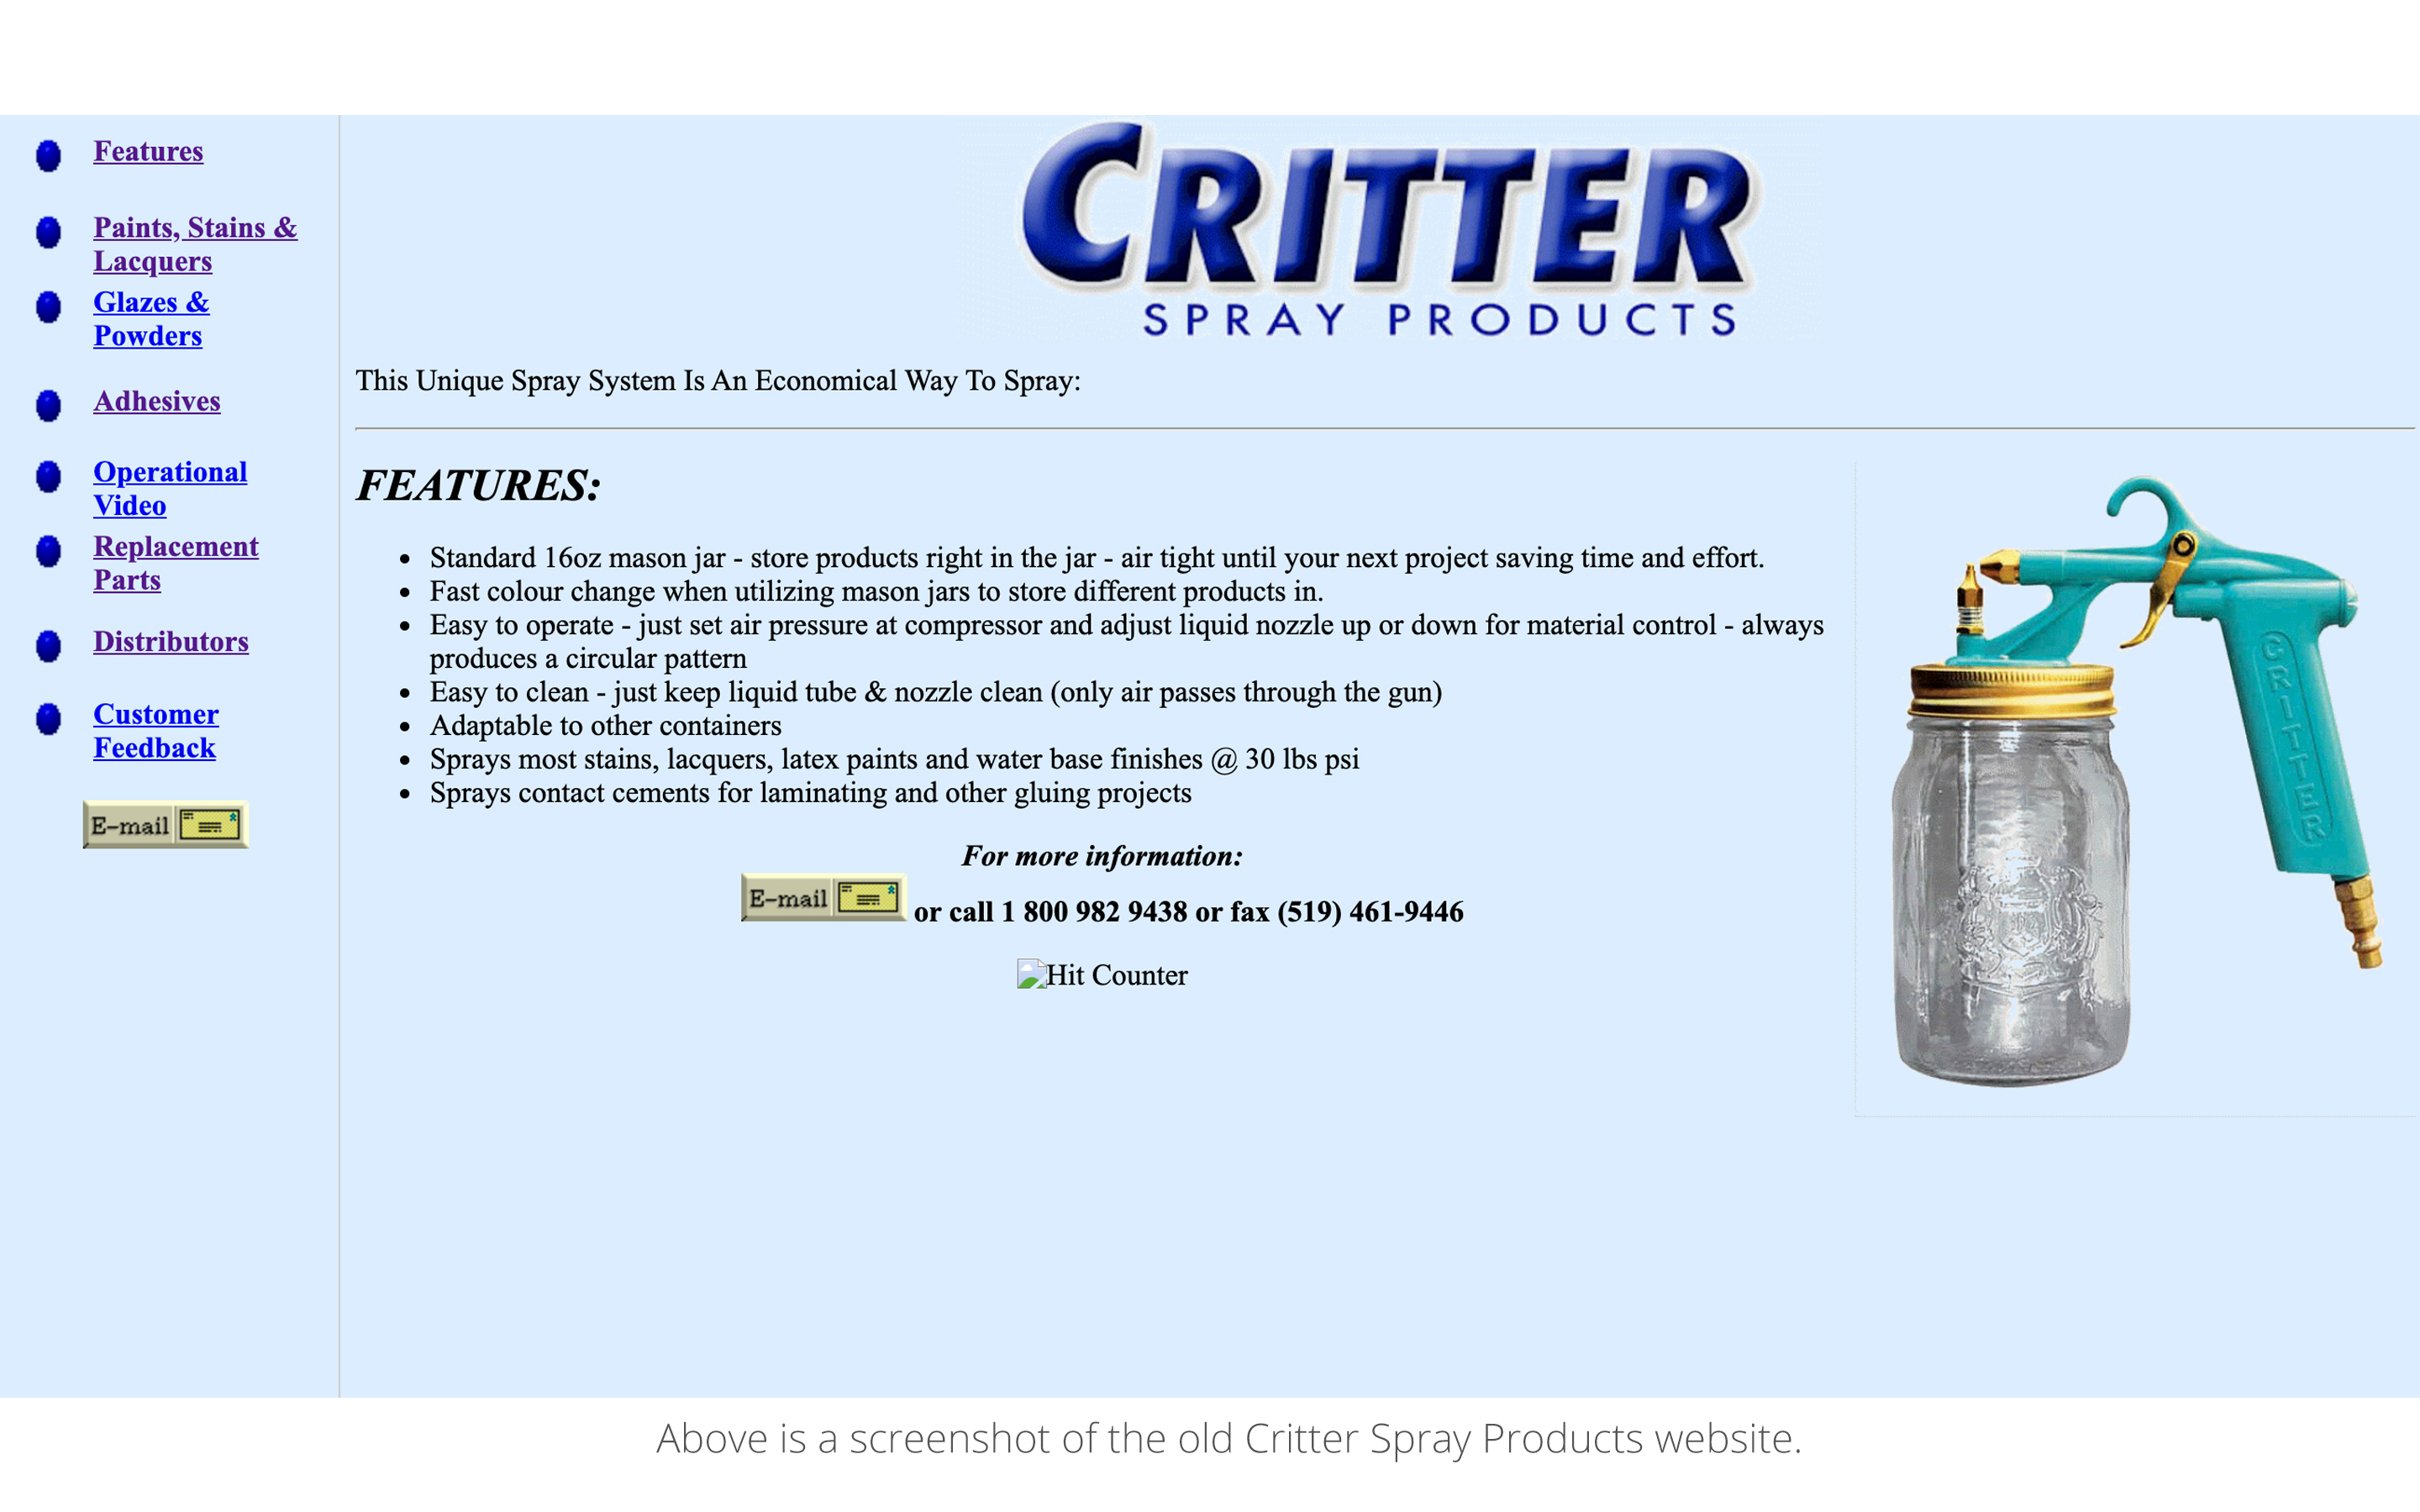 Features
Paints, Stains &
Lacquers
Glazes &
Powders
Adhesives
Operational
Video
Replacement
Parts
Distributors
Customer
Feedback
E-mail
CRITTER
SPRAY PRODUCTS
This Unique Spray System Is An Economical Way To Spray:
FEATURES:
• Standard 16oz mason jar - store products right in the jar - air tight until your next project saving time and effort.
• Fast colour change when utilizing mason jars to store different products in.
• Easy to operate - just set air pressure at compressor and adjust liquid nozzle up or down for material control - always
produces a circular pattern
• Easy to clean - just keep liquid tube & nozzle clean (only air passes through the gun)
• Adaptable to other containers
• Sprays most stains, lacquers, latex paints and water base finishes @ 30 lbs psi
• Sprays contact cements for laminating and other gluing projects
For more information:
E-mail or call 1 800 982 9438 or fax (519) 461-9446
Hit Counter
CRITTER
Above is a screenshot of the old Critter Spray Products website.